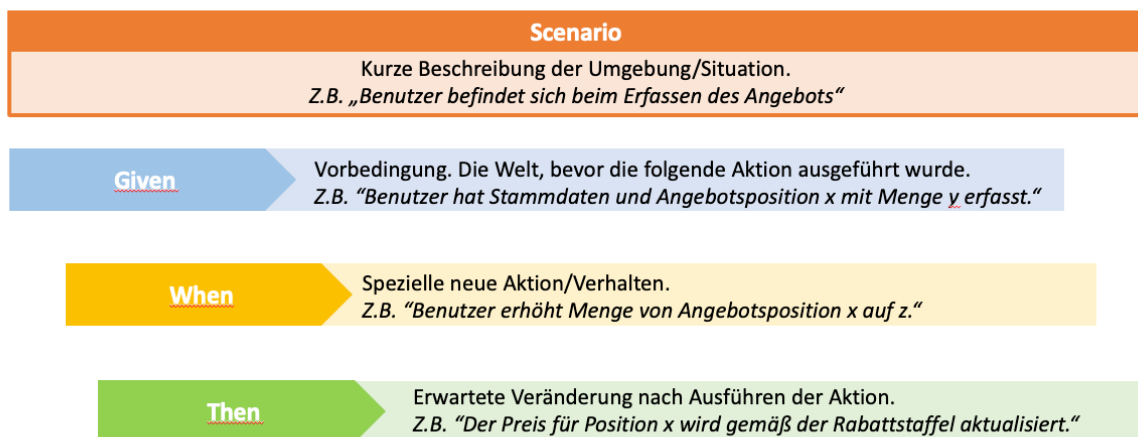 Scenario
Kurze Beschreibung der Umgebung/Situation.
Z.B. „Benutzer befindet sich beim Erfassen des Angebots“
Given
Vorbedingung. Die Welt, bevor die folgende Aktion ausgeführt wurde.
Z.B. “Benutzer hat Stammdaten und Angebotsposition x mit Menge y erfasst.“
When
Spezielle neue Aktion/Verhalten.
Z.B. “Benutzer erhöht Menge von Angebotsposition x auf z.“
Then
Erwartete Veränderung nach Ausführen der Aktion.
Z.B. “Der Preis für Position x wird gemäß der Rabattstaffel aktualisiert.“